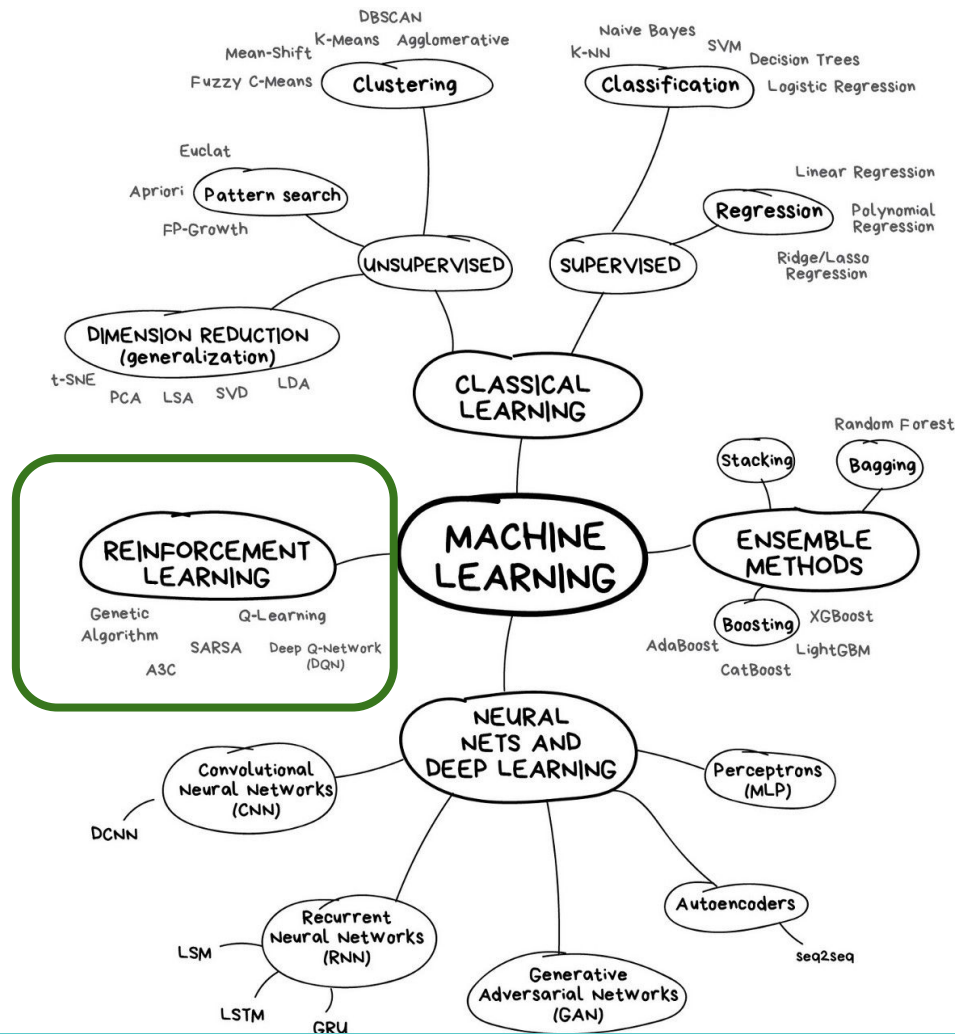 DBSCAN
K-Means
Agglomerative
Mean-Shift
Fuzzy C-Means
Clustering
Naive Bayes
K-NN
SVM
Decision Trees
Classification
Logistic Regression
Euclat
Apriori
Pattern search
FP-Growth
Linear Regression
Regression
Polynomial
Regression
Ridge/Lasso
Regression
UNSUPERVISED
SUPERVISED
DIMENSION REDUCTION
(generalization)
t-SNE
PCA
LSA
SVD
LDA
CLASSICAL
LEARNING
Random Forest
Stacking
Bagging
REINFORCEMENT
LEARNING
MACHINE
LEARNING
ENSEMBLE
METHODS
Genetic
Algorithm
Q-Learning
SARSA
Deep Q-Network
(DQN)
A3C
Boosting
XGBoost
AdaBoost
LightGBM
CatBoost
NEURAL
NETS AND
DEEP LEARNING
Convolutional
Neural Networks
(CNN)
DCNN
Perceptrons
(MLP)
Autoencoders
seq2seq
Recurrent
Neural Networks
(RNN)
LSM
LSTM
GRU
Generative
Adversarial Networks
(GAN)